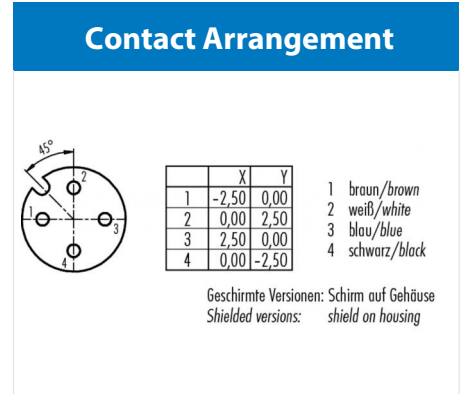 Contact Arrangement
45°
2
1
3
4
X Y
1 -2,50 0,00
2 0,00 2,50
3 2,50 0,00
4 0,00 -2,50
1 braun/brown
2 weiß/white
3 blau/blue
4 schwarz/black
Geschirmte Versionen: Schirm auf Gehäuse
Shielded versions: shield on housing